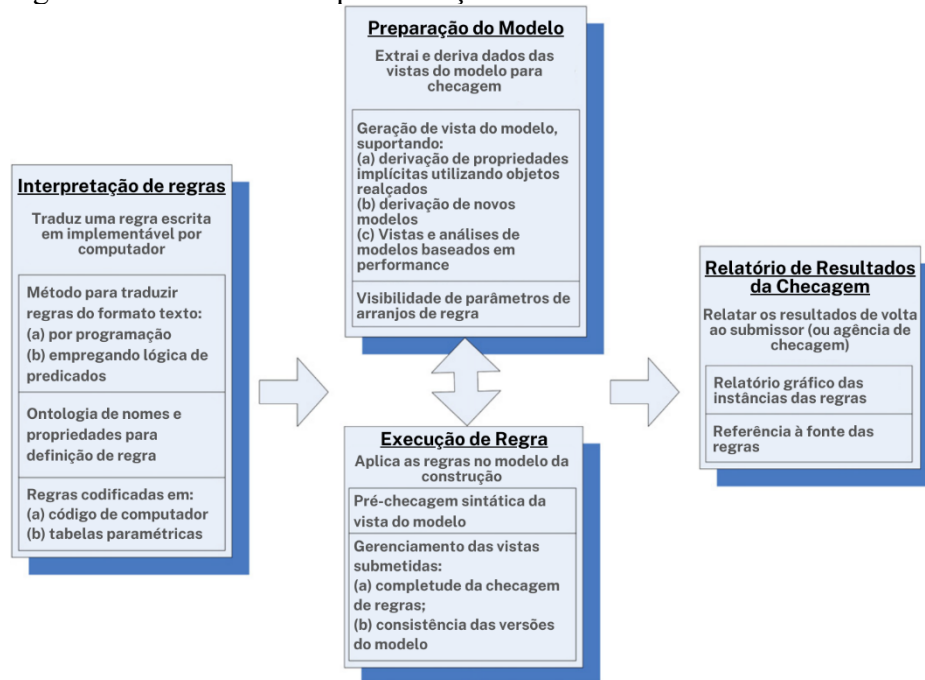 Interpretação de regras
Traduz uma regra escrita
em implementável por
computador
Método para traduzir
regras do formato texto:
(a) por programação
(b) empregando lógica de
predicados
Ontologia de nomes e
propriedades para
definição de regra
Regras codificadas em:
(a) código de computador
(b) tabelas paramétricas
Preparação do Modelo
Extrai e deriva dados das
vistas do modelo para
checagem
Geração de vista do modelo,
suportando:
(a) derivação de propriedades
implícitas utilizando objetos
realçados
(b) derivação de novos
modelos
(c) Vistas e análises de
modelos baseados em
performance
Visibilidade de parâmetros de
arranjos de regra
Execução de Regra
Aplica as regras no modelo da
construção
Pré-checagem sintática da
vista do modelo
Gerenciamento das vistas
submetidas:
(a) completude da checagem
de regras;
(b) consistência das versões
do modelo
Relatório de Resultados
da Checagem
Relatar os resultados de volta
ao submissor (ou agência de
checagem)
Relatório gráfico das
instâncias das regras
Referência à fonte das
regras